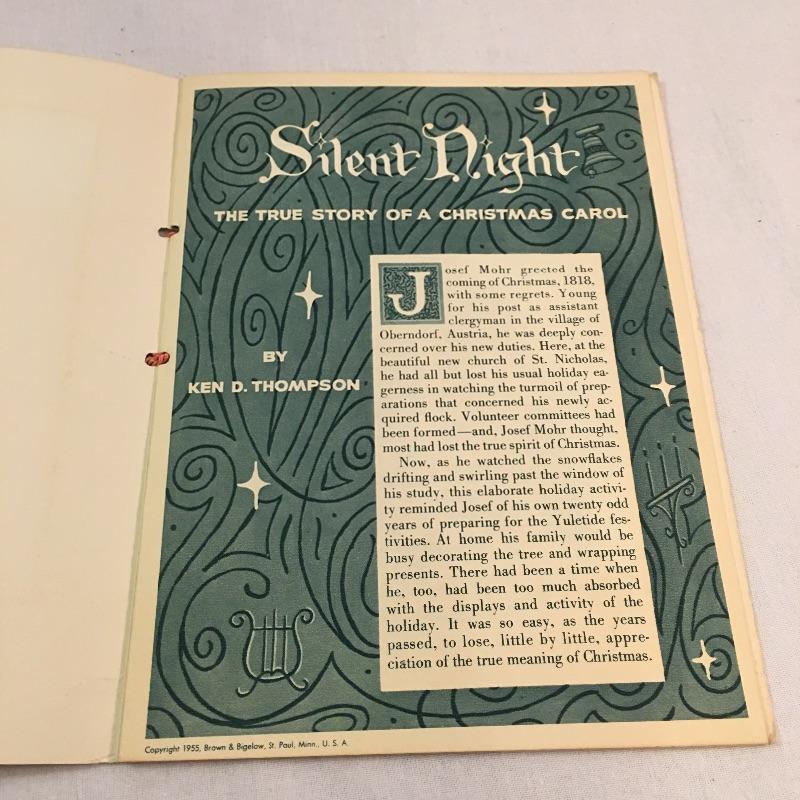 Silent Night
THE TRUE STORY OF A CHRISTMAS CAROL
BY
KEN D. THOMPSON
Josef Mohr greeted the
coming of Christmas, 1818,
with some regrets. Young
for his post as assistant
clergyman in the village of
Oberndorf, Austria, he was deeply con-
cerned over his new duties. Here, at the
beautiful new church of St. Nicholas,
he had all but lost his usual holiday ea-
gerness in watching the turmoil of prep-
arations that concerned his newly ac-
quired flock. Volunteer committees had
been formed—and, Josef Mohr thought,
most had lost the true spirit of Christmas.
Now, as he watched the snowflakes
drifting and swirling past the window of
his study, this elaborate holiday activi-
ty reminded Josef of his own twenty odd
years of preparing for the Yuletide fes-
tivities. At home his family would be
busy decorating the tree and wrapping
presents. There had been a time when
he, too, had been too much absorbed
with the displays and activity of the
holiday. It was so easy, as the years
passed, to lose, little by little, appre-
ciation of the true meaning of Christmas.
Copyright 1955, Brown & Bigelow, St. Paul, Minn., U. S. A.